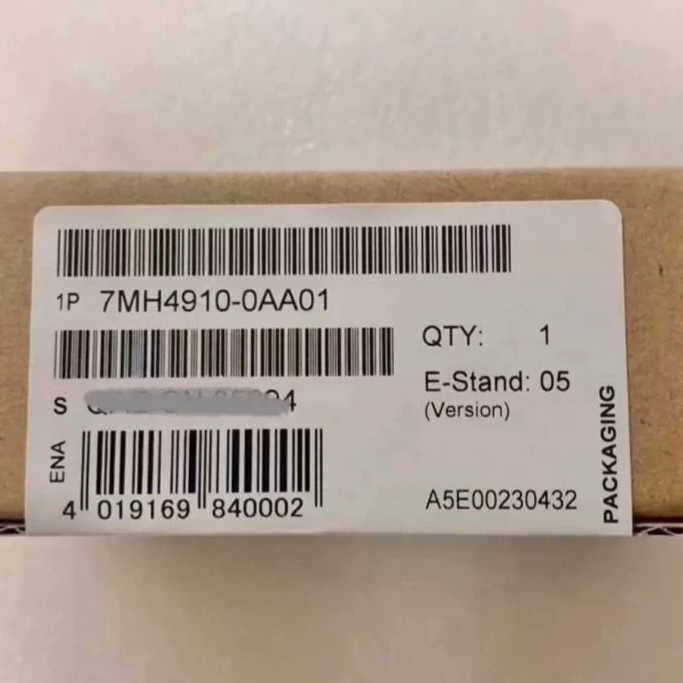 1P 7MH4910-0AA01
QTY: 1
E-Stand: 05
(Version)
S
ENA
4 019169 840002
A5E00230432
PACKAGING